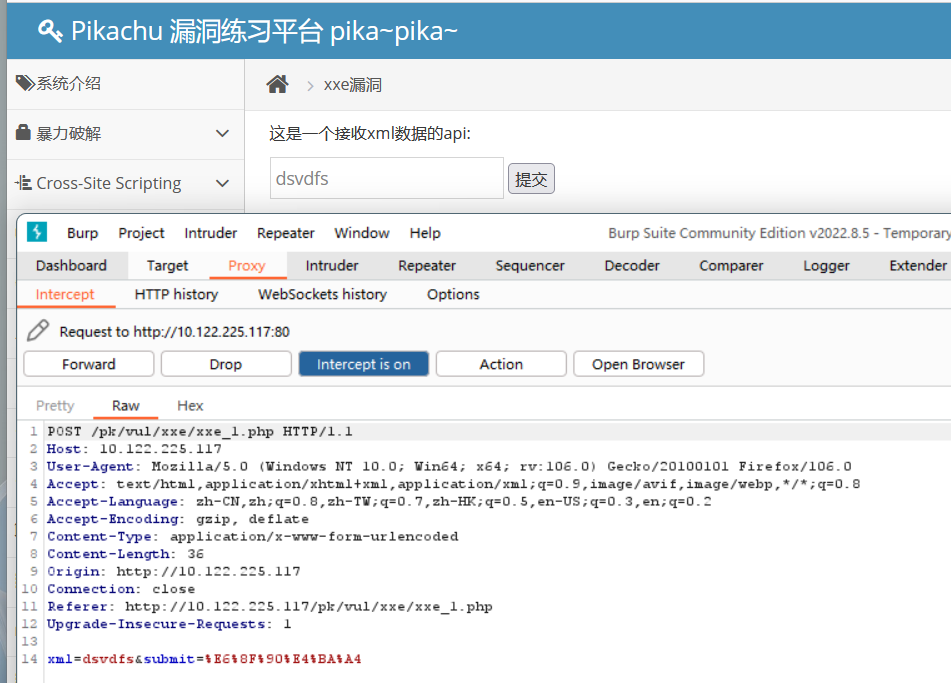 Pikachu 漏洞练习平台 pika~pika~
系统介绍
暴力破解
Cross-Site Scripting
xxe漏洞
这是一个接收xml数据的api:
dsvdfs 提交
Burp Project Intruder Repeater Window Help Burp Suite Community Edition v2022.8.5 - Temporary
Dashboard Target Proxy Intruder Repeater Sequencer Decoder Comparer Logger Extender
Intercept HTTP history WebSockets history Options
Request to http://10.122.225.117:80
Forward Drop Intercept is on Action Open Browser
Pretty Raw Hex
1 POST /pk/vul/xxe/xxe_1.php HTTP/1.1
2 Host: 10.122.225.117
3 User-Agent: Mozilla/5.0 (Windows NT 10.0; Win64; x64; rv:106.0) Gecko/20100101 Firefox/106.0
4 Accept: text/html,application/xhtml+xml,application/xml;q=0.9,image/avif,image/webp,*/*;q=0.8
5 Accept-Language: zh-CN,zh;q=0.8,zh-TW;q=0.7,zh-HK;q=0.5,en-US;q=0.3,en;q=0.2
6 Accept-Encoding: gzip, deflate
7 Content-Type: application/x-www-form-urlencoded
8 Content-Length: 36
9 Origin: http://10.122.225.117
10 Connection: close
11 Referer: http://10.122.225.117/pk/vul/xxe/xxe_1.php
12 Upgrade-Insecure-Requests: 1
13
14 xml=dsvdfs&submit=%E6%8F%90%E4%BA%A4